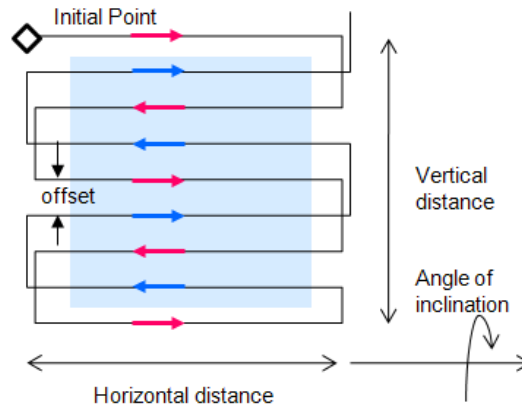 Initial Point
offset
Vertical
distance
Angle of
inclination
Horizontal distance